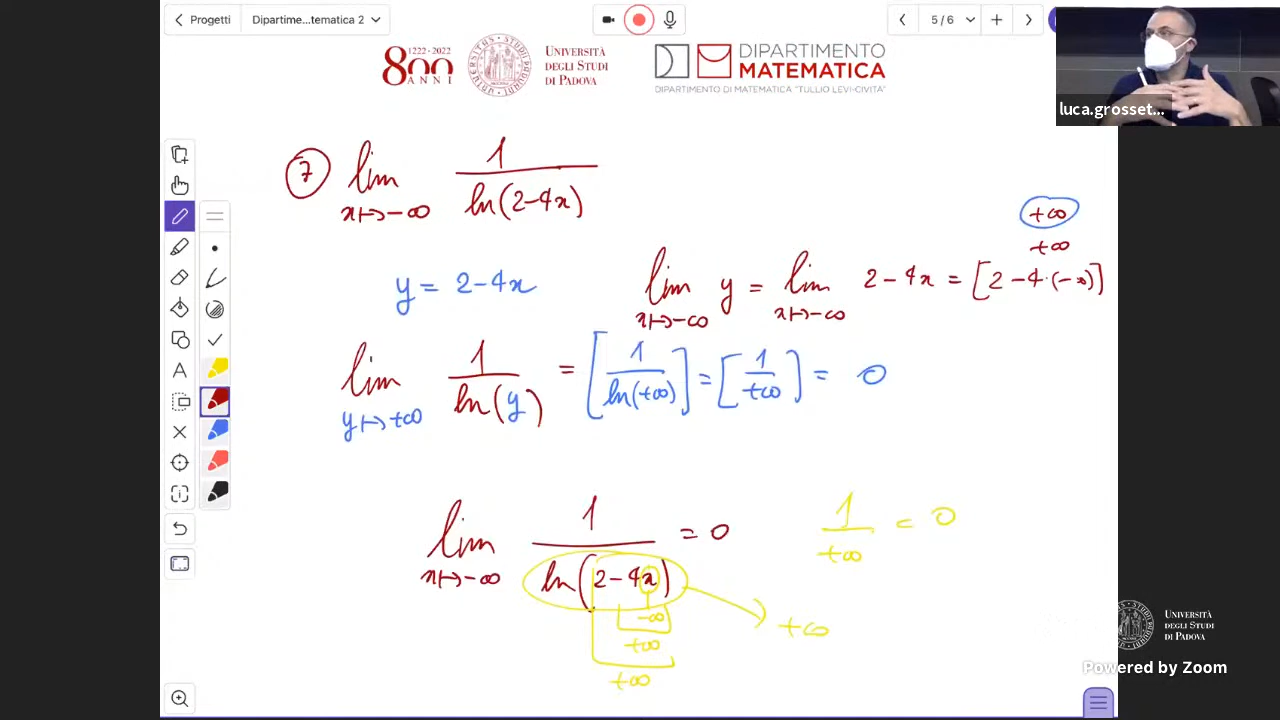 Progetti
Dipartime...tematica 2
5 / 6
1222·2022
800
ANNI
UNIVERSITÀ
DEGLI STUDI
DI PADOVA
DIPARTIMENTO
MATEMATICA
DIPARTIMENTO DI MATEMATICA "TULLIO LEVI-CIVITA"
luca.grosset...
7 lim x↦-∞ 1/ln(2-4x)
+∞
+∞
y = 2-4x
lim x↦-∞ y = lim x↦-∞ 2-4x = [2-4·(-∞)]
lim y↦+∞ 1/ln(y) = [1/ln(+∞)] = [1/+∞] = 0
lim x↦-∞ 1/ln(2-4x) = 0
1/+∞ = 0
-∞
+∞
+∞
+∞
A
UNIVERSITÀ
DEGLI STUDI
DI PADOVA
Powered by Zoom